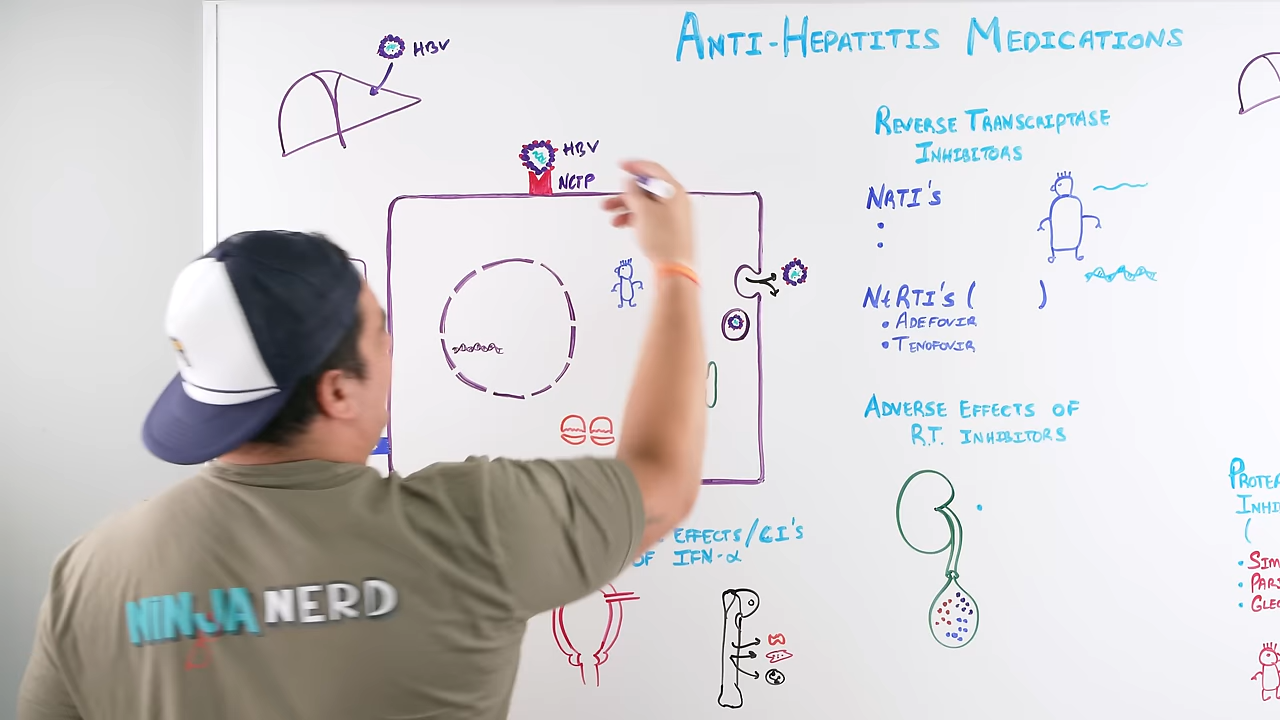 ANTI-HEPATITIS MEDICATIONS
HBV
HBV
NCTP
REVERSE TRANSCRIPTASE
INHIBITORS
NRTI'S
NtRTI'S ( )
• ADEFOVIR
• TENOFOVIR
ADVERSE EFFECTS OF
R.T. INHIBITORS
EFFECTS/CI'S
OF IFN-α
(
NINJA NERD